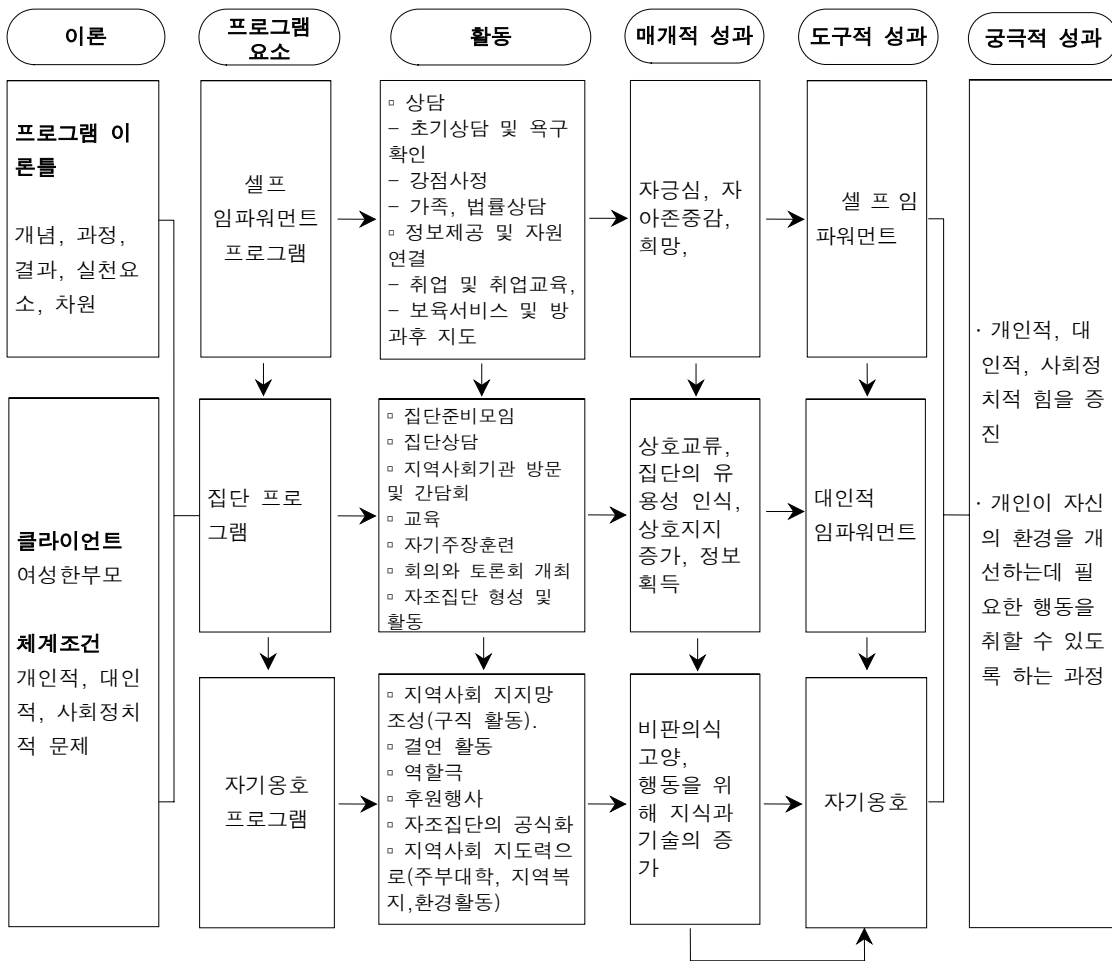 이론
프로그램
요소
활동
매개적 성과
도구적 성과
궁극적 성과
프로그램 이
론틀
개념, 과정,
결과, 실천요
소, 차원
클라이언트
여성한부모
체계조건
개인적, 대인
적, 사회정치
적 문제
셀프
임파워먼트
프로그램
▫ 상담
– 초기상담 및 욕구
확인
– 강점사정
– 가족, 법률상담
▫ 정보제공 및 자원
연결
– 취업 및 취업교육,
– 보육서비스 및 방
과후 지도
자긍심, 자
아존중감,
희망,
셀 프 임
파워먼트
집단 프로
그램
▫ 집단준비모임
▫ 집단상담
▫ 지역사회기관 방문
및 간담회
▫ 교육
▫ 자기주장훈련
▫ 회의와 토론회 개최
▫ 자조집단 형성 및
활동
상호교류,
집단의 유
용성 인식,
상호지지
증가, 정보
획득
대인적
임파워먼트
자기옹호
프로그램
▫ 지역사회 지지망
조성(구직 활동).
▫ 결연 활동
▫ 역할극
▫ 후원행사
▫ 자조집단의 공식화
▫ 지역사회 지도력으
로(주부대학, 지역복
지,환경활동)
비판의식
고양,
행동을 위
해 지식과
기술의 증
가
자기옹호
· 개인적, 대
인적, 사회정
치적 힘을 증
진
· 개인이 자신
의 환경을 개
선하는데 필
요한 행동을
취할 수 있도
록 하는 과정